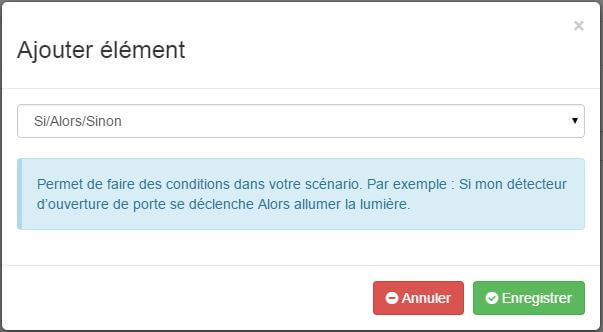 ×
Ajouter élément
Si/Alors/Sinon
Permet de faire des conditions dans votre scénario. Par exemple : Si mon détecteur
d'ouverture de porte se déclenche Alors allumer la lumière.
Annuler
Enregistrer